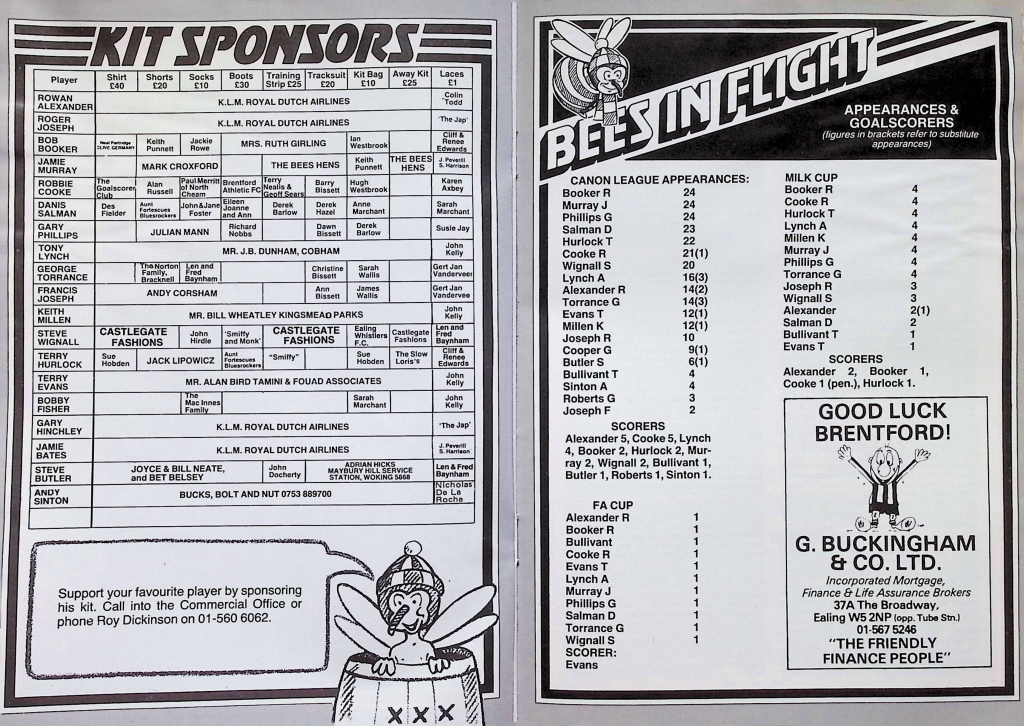 KIT SPONSORS
Player Shirt £40 Shorts £20 Socks £10 Boots £30 Training Strip £25 Tracksuit £20 Kit Bag £10 Away Kit £25 Laces £1
ROWAN ALEXANDER K.L.M. ROYAL DUTCH AIRLINES Colin Todd
ROGER JOSEPH K.L.M. ROYAL DUTCH AIRLINES 'The Jap'
BOB BOOKER Neal Partridge CLIVE GERMANY Keith Punnett Jackie Rowe MRS. RUTH GIRLING Ian Westbrook Cliff & Renee Edwards
JAMIE MURRAY MARK CROXFORD THE BEES HENS Keith Punnett THE BEES HENS J. Peverill S. Harrison
ROBBIE COOKE The Goalscorer Club Alan Russell Paul Merritt of North Cheam Brentford Athletic FC Terry Nealis & Geoff Sears Barry Bissett Hugh Westbrook Karen Axbey
DANIS SALMAN Des Fielder Aunt Fortescues Bluesrockers John & Jane Foster Eileen Joanne and Ann Derek Barlow Derek Hazel Anne Marchant Sarah Marchant
GARY PHILLIPS JULIAN MANN Richard Nobbs Dawn Bissett Derek Barlow Susie Jay
TONY LYNCH MR. J.B. DUNHAM, COBHAM John Kelly
GEORGE TORRANCE The Norton Family, Bracknell Len and Fred Baynham Christine Bissett Sarah Wallis Gert Jan Vanderveer
FRANCIS JOSEPH ANDY CORSHAM Ann Bissett James Wallis Gert Jan Vandervee
KEITH MILLEN MR. BILL WHEATLEY KINGSMEAD PARKS John Kelly
STEVE WIGNALL CASTLEGATE FASHIONS John Hirdle 'Smiffy and Monk' CASTLEGATE FASHIONS Ealing Whistlers F.C. Castlegate Fashions Len and Fred Baynham
TERRY HURLOCK Sue Hobden JACK LIPOWICZ Aunt Fortescues Bluesrockers "Smiffy" Sue Hobden The Slow Loris's Cliff & Renee Edwards
TERRY EVANS MR. ALAN BIRD TAMINI & FOUAD ASSOCIATES John Kelly
BOBBY FISHER The Mac Innes Family Sarah Marchant John Kelly
GARY HINCHLEY K.L.M. ROYAL DUTCH AIRLINES 'The Jap'
JAMIE BATES K.L.M. ROYAL DUTCH AIRLINES J. Peverill S. Harrison
STEVE BUTLER JOYCE & BILL NEATE, and BET BELSEY John Docherty ADRIAN HICKS MAYBURY HILL SERVICE STATION, WOKING 5868 Len & Fred Baynham
ANDY SINTON BUCKS, BOLT AND NUT 0753 889700 Nicholas De La Roche
Support your favourite player by sponsoring
his kit. Call into the Commercial Office or
phone Roy Dickinson on 01-560 6062.
XXX
BEES IN FLIGHT
APPEARANCES &
GOALSCORERS
(figures in brackets refer to substitute
appearances)
CANON LEAGUE APPEARANCES:
Booker R 24
Murray J 24
Phillips G 24
Salman D 23
Hurlock T 22
Cooke R 21(1)
Wignall S 20
Lynch A 16(3)
Alexander R 14(2)
Torrance G 14(3)
Evans T 12(1)
Millen K 12(1)
Joseph R 10
Cooper G 9(1)
Butler S 6(1)
Bullivant T 4
Sinton A 4
Roberts G 3
Joseph F 2
SCORERS
Alexander 5, Cooke 5, Lynch
4, Booker 2, Hurlock 2, Mur-
ray 2, Wignall 2, Bullivant 1,
Butler 1, Roberts 1, Sinton 1.
FA CUP
Alexander R 1
Booker R 1
Bullivant 1
Cooke R 1
Evans T 1
Lynch A 1
Murray J 1
Phillips G 1
Salman D 1
Torrance G 1
Wignall S 1
SCORER:
Evans
MILK CUP
Booker R 4
Cooke R 4
Hurlock T 4
Lynch A 4
Millen K 4
Murray J 4
Phillips G 4
Torrance G 4
Joseph R 3
Wignall S 3
Alexander 2(1)
Salman D 2
Bullivant T 1
Evans T 1
SCORERS
Alexander 2, Booker 1,
Cooke 1 (pen.), Hurlock 1.
GOOD LUCK
BRENTFORD!
G. BUCKINGHAM
& CO. LTD.
Incorporated Mortgage,
Finance & Life Assurance Brokers
37A The Broadway,
Ealing W5 2NP (opp. Tube Stn.)
01-567 5246
"THE FRIENDLY
FINANCE PEOPLE"